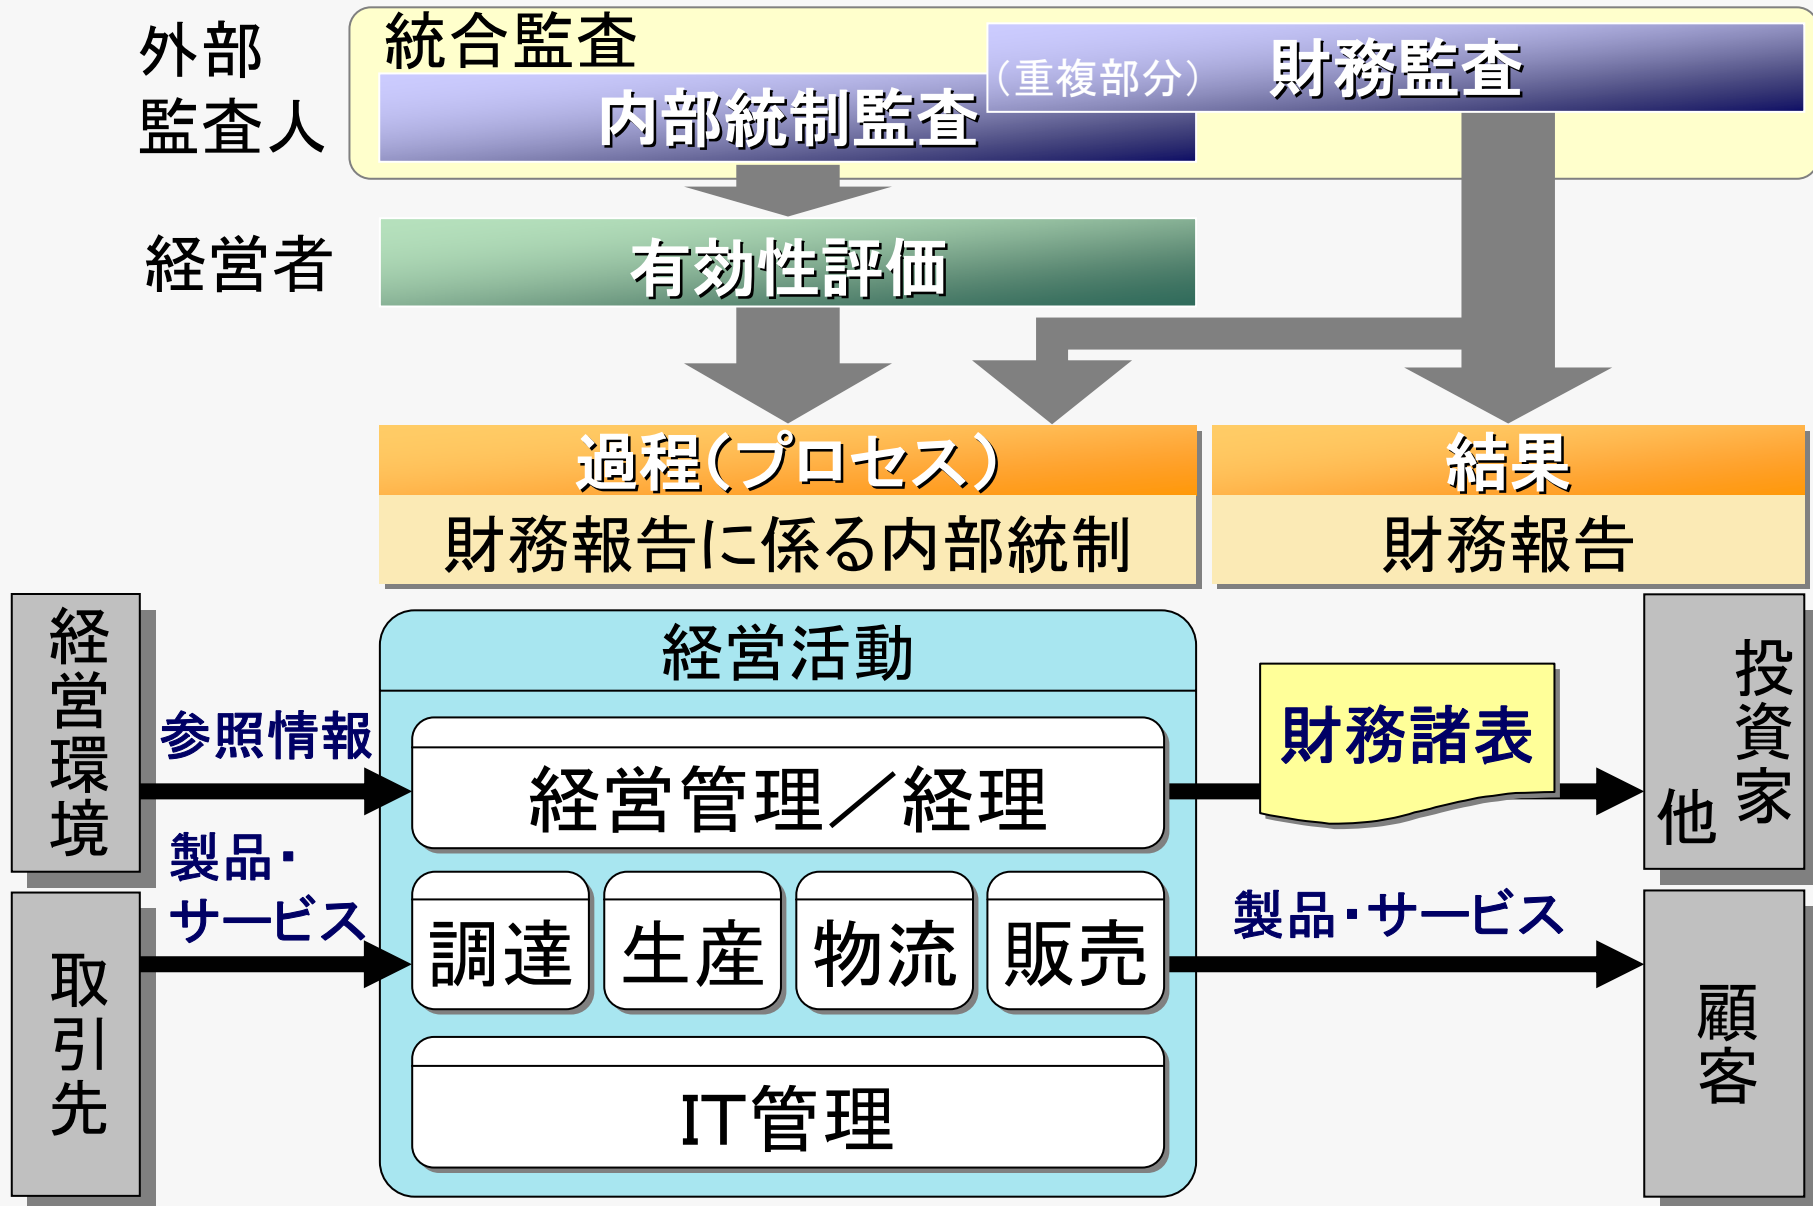 外部
監査人
統合監査
内部統制監査
（重複部分）
財務監査
経営者
有効性評価
過程（プロセス）
財務報告に係る内部統制
結果
財務報告
経営環境
参照情報
製品・
サービス
取引先
経営活動
経営管理／経理
調達
生産
物流
販売
IT管理
財務諸表
製品・サービス
投資家
他
顧客